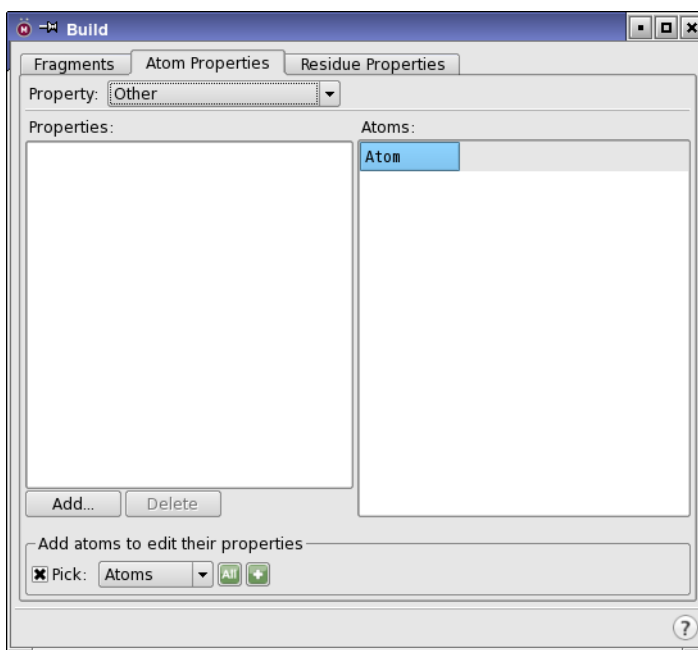 Build
Fragments Atom Properties Residue Properties
Property: Other
Properties: Atoms:
Atom
Add... Delete
Add atoms to edit their properties
Pick: Atoms All +
?